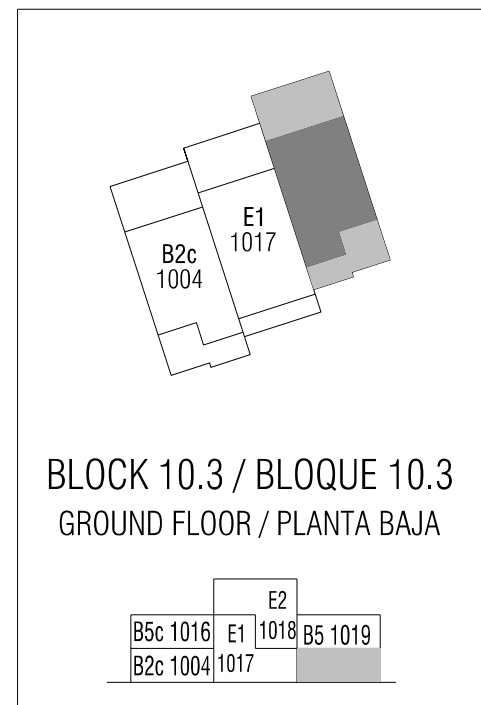 E1
1017
B2c
1004
BLOCK 10.3 / BLOQUE 10.3
GROUND FLOOR / PLANTA BAJA
E2
B5c 1016 E1 1018 B5 1019
B2c 1004 1017